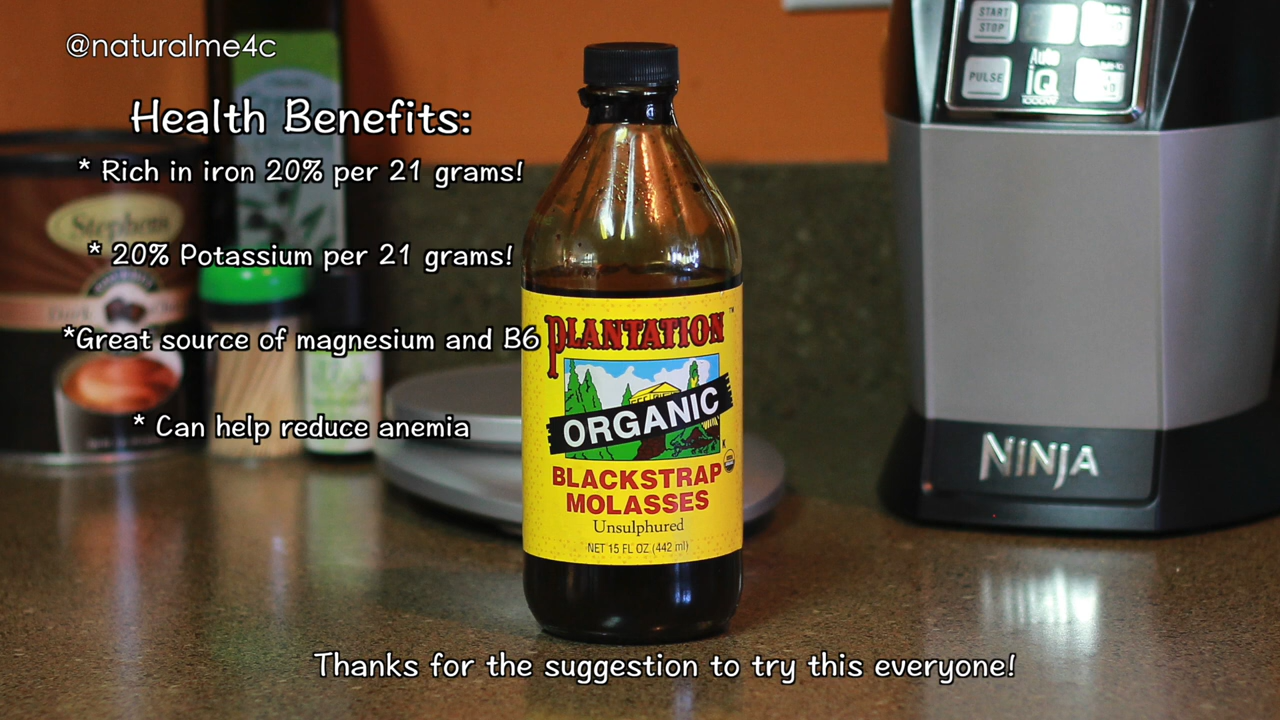 @naturalme4c
Health Benefits:
* Rich in iron 20% per 21 grams!
* 20% Potassium per 21 grams!
*Great source of magnesium and B6
* Can help reduce anemia
Thanks for the suggestion to try this everyone!
PLANTATION™
ORGANIC
BLACKSTRAP
MOLASSES
Unsulphured
NET 15 FL OZ (442 ml)
Stephens
START
STOP
PULSE
Auto
iQ
NINJA